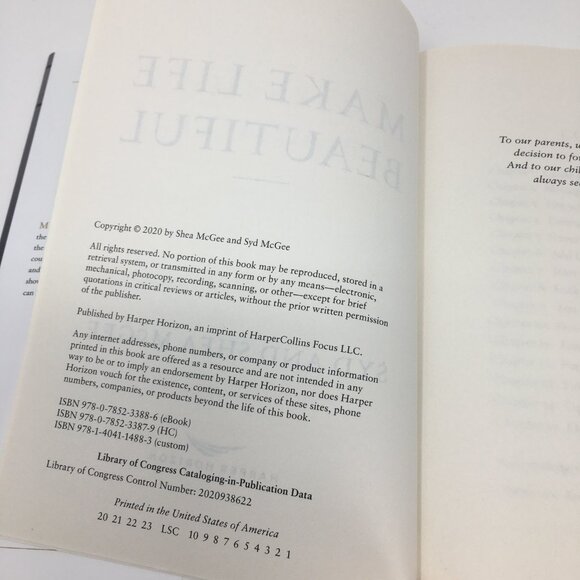 MAKE LIFE
BEAUTIFUL
Copyright © 2020 by Shea McGee and Syd McGee
All rights reserved. No portion of this book may be reproduced, stored in a
retrieval system, or transmitted in any form or by any means—electronic,
mechanical, photocopy, recording, scanning, or other—except for brief
quotations in critical reviews or articles, without the prior written permission
of the publisher.
Published by Harper Horizon, an imprint of HarperCollins Focus LLC.
Any internet addresses, phone numbers, or company or product information
printed in this book are offered as a resource and are not intended in any
way to be or to imply an endorsement by Harper Horizon, nor does Harper
Horizon vouch for the existence, content, or services of these sites, phone
numbers, companies, or products beyond the life of this book.
ISBN 978-0-7852-3388-6 (eBook)
ISBN 978-0-7852-3387-9 (HC)
ISBN 978-1-4041-1488-3 (custom)
Library of Congress Cataloging-in-Publication Data
Library of Congress Control Number: 2020938622
Printed in the United States of America
20 21 22 23 LSC 10 9 8 7 6 5 4 3 2 1
To our parents,
decision to
And to our
always
the
the
and
can